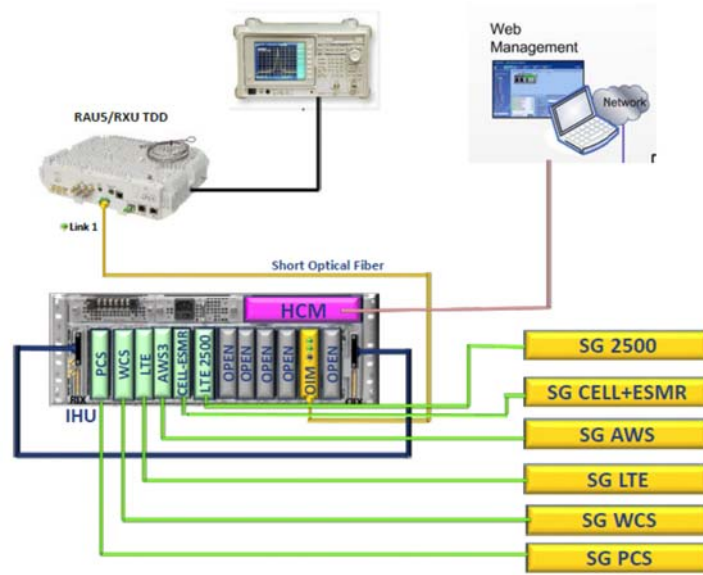 Web
Management
Network
RAU5/RXU TDD
Link 1
Short Optical Fiber
HCM
PCS
WCS
LTE
AWS3
CELL-ESMR
LTE 2500
OPEN
OPEN
OPEN
OPEN
OIM
OPEN
IHU
SG 2500
SG CELL+ESMR
SG AWS
SG LTE
SG WCS
SG PCS